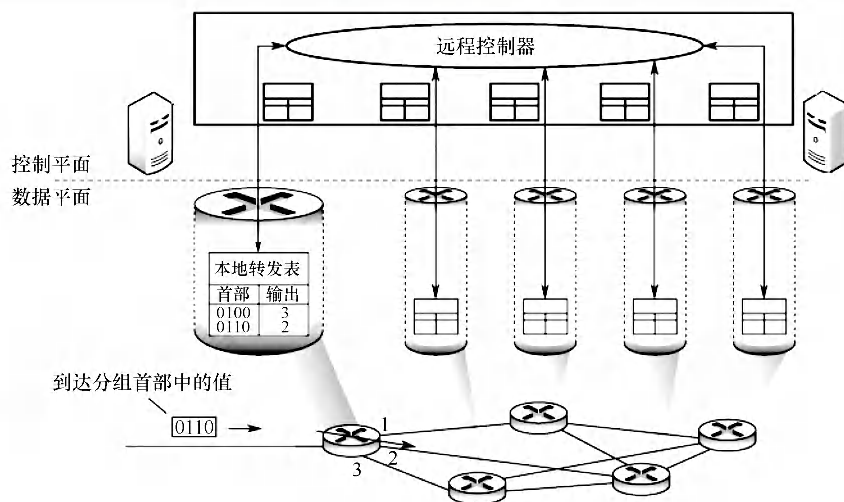 远程控制器
控制平面
数据平面
本地转发表
首部 输出
0100 3
0110 2
到达分组首部中的值
0110
1
2
3